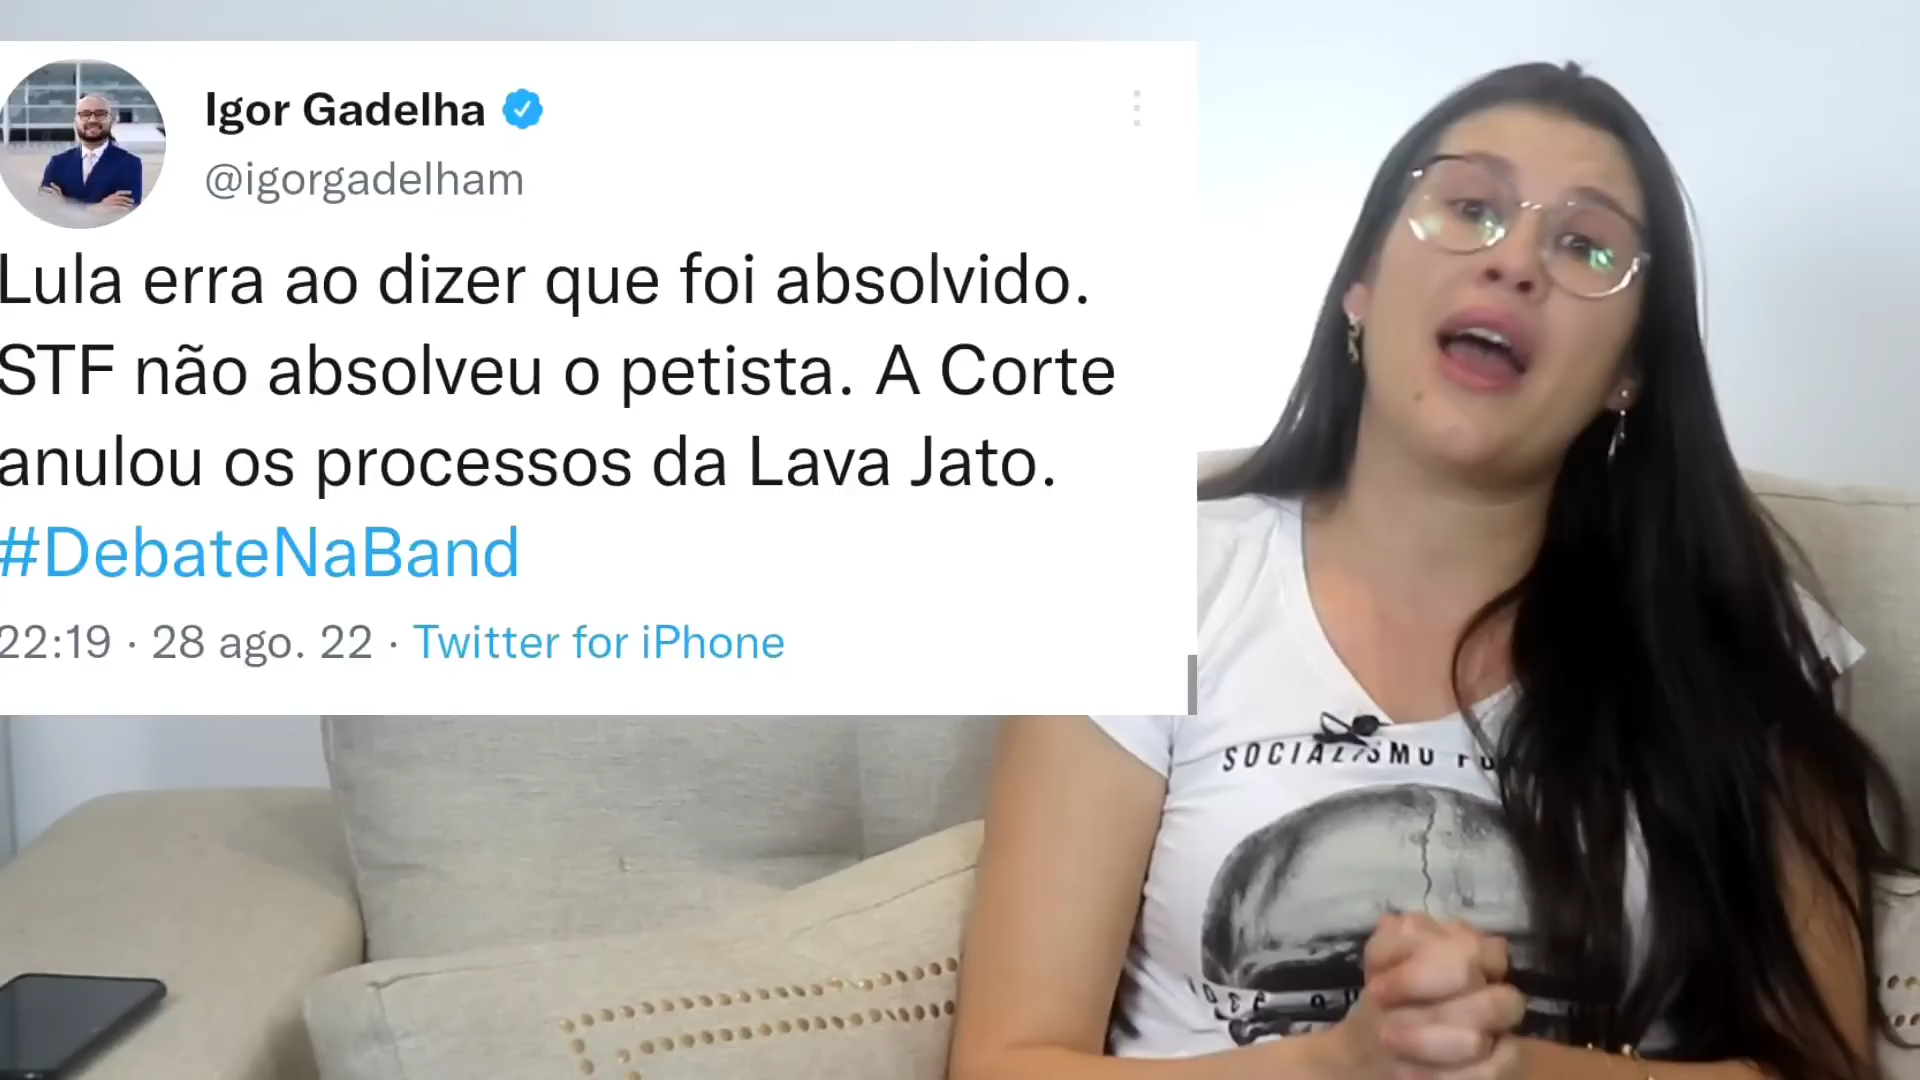 Igor Gadelha
@igorgadelham
Lula erra ao dizer que foi absolvido.
STF não absolveu o petista. A Corte
anulou os processos da Lava Jato.
#DebateNaBand
22:19 · 28 ago. 22 · Twitter for iPhone
SOCIALISMO